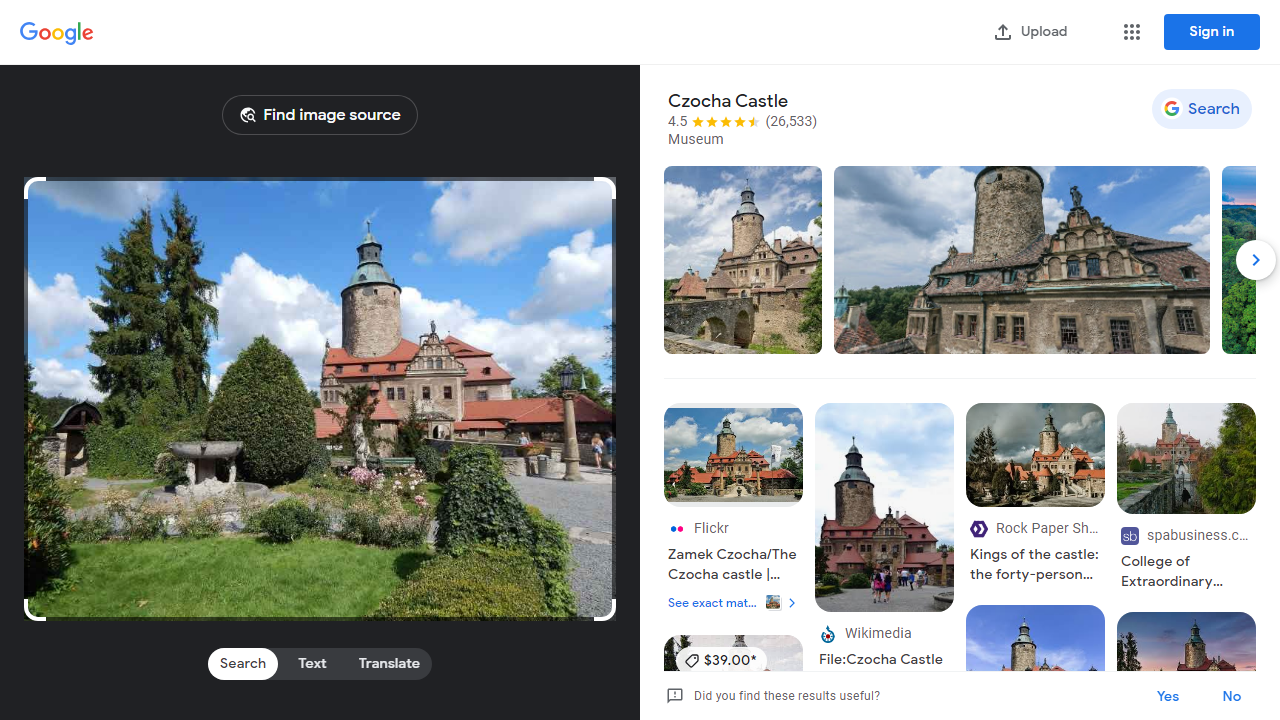 Google
Upload
Sign in
Find image source
Search
Text
Translate
Czocha Castle
4.5 (26,533)
Museum
Search
Flickr
Zamek Czocha/The
Czocha castle |...
See exact mat...
$39.00*
Wikimedia
File:Czocha Castle
Rock Paper Sh...
Kings of the castle:
the forty-person...
sb spabusiness.c...
College of
Extraordinary...
Did you find these results useful?
Yes
No